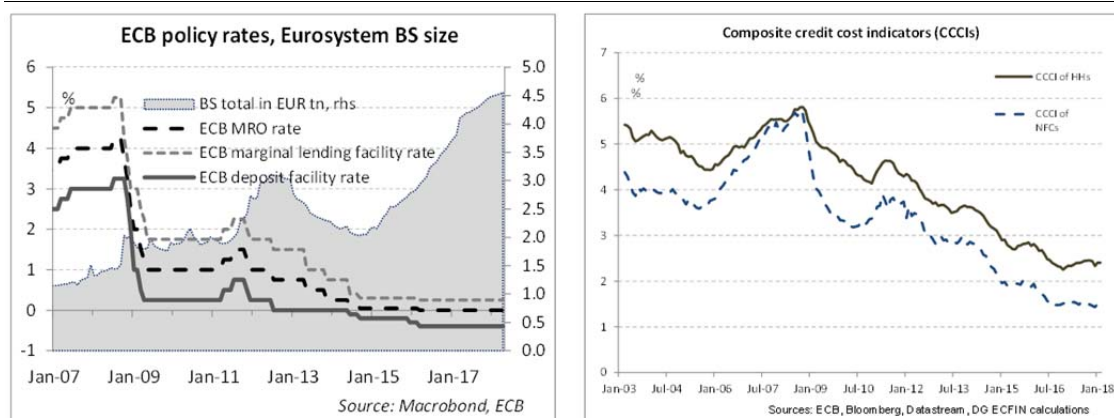 ECB policy rates, Eurosystem BS size
6
5
4
3
2
1
0
-1
%
BS total in EUR tn, rhs
ECB MRO rate
ECB marginal lending facility rate
ECB deposit facility rate
5.0
4.5
4.0
3.5
3.0
2.5
2.0
1.5
1.0
0.5
0.0
Jan-07 Jan-09 Jan-11 Jan-13 Jan-15 Jan-17
Source: Macrobond, ECB
Composite credit cost indicators (CCCIs)
7
6
5
4
3
2
1
0
%
%
CCCI of HHs
CCCI of
NFCs
Jan-03 Jul-04 Jan-06 Jul-07 Jan-09 Jul-10 Jan-12 Jul-13 Jan-15 Jul-16 Jan-18
Sources: ECB, Bloomberg, Datastream, DG ECFIN calculations